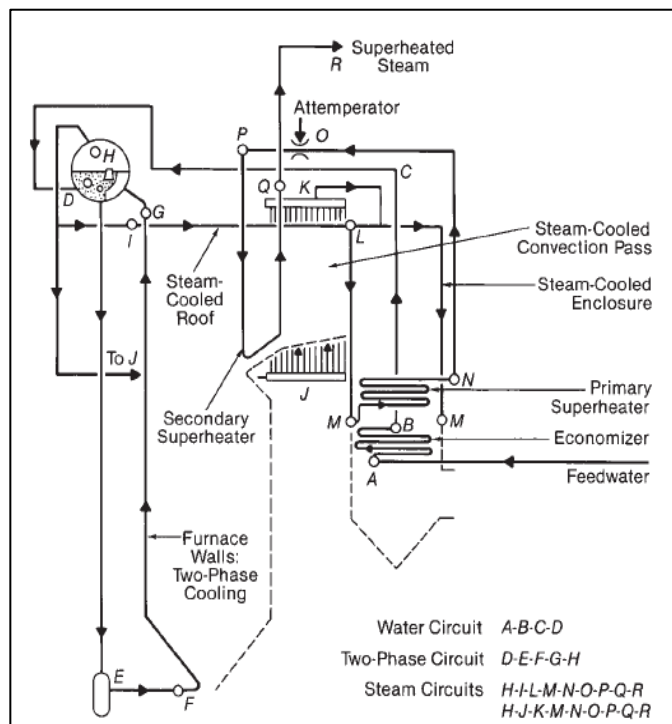 R
Superheated
Steam
Attemperator
P
O
H
Q
K
C
D
G
I
L
Steam-
Cooled
Roof
Steam-Cooled
Convection Pass
Steam-Cooled
Enclosure
To J
J
N
Secondary
Superheater
M
B
M
Primary
Superheater
Economizer
A
Feedwater
Furnace
Walls:
Two-Phase
Cooling
E
F
Water Circuit A-B-C-D
Two-Phase Circuit D-E-F-G-H
Steam Circuits H-I-L-M-N-O-P-Q-R
H-J-K-M-N-O-P-Q-R